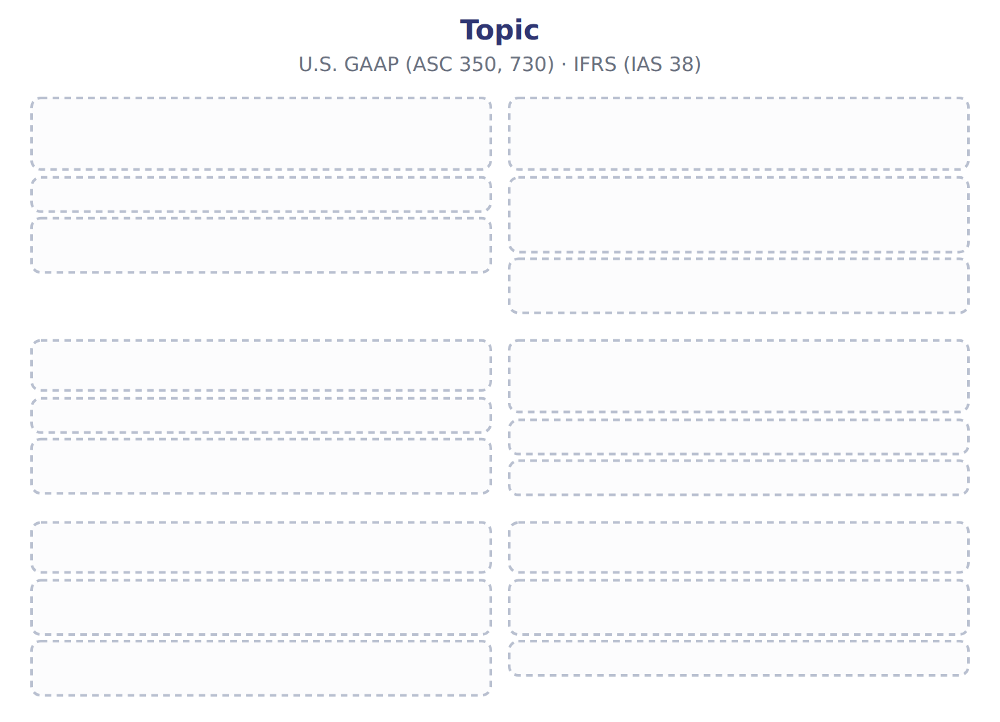 Topic
U.S. GAAP (ASC 350, 730) · IFRS (IAS 38)